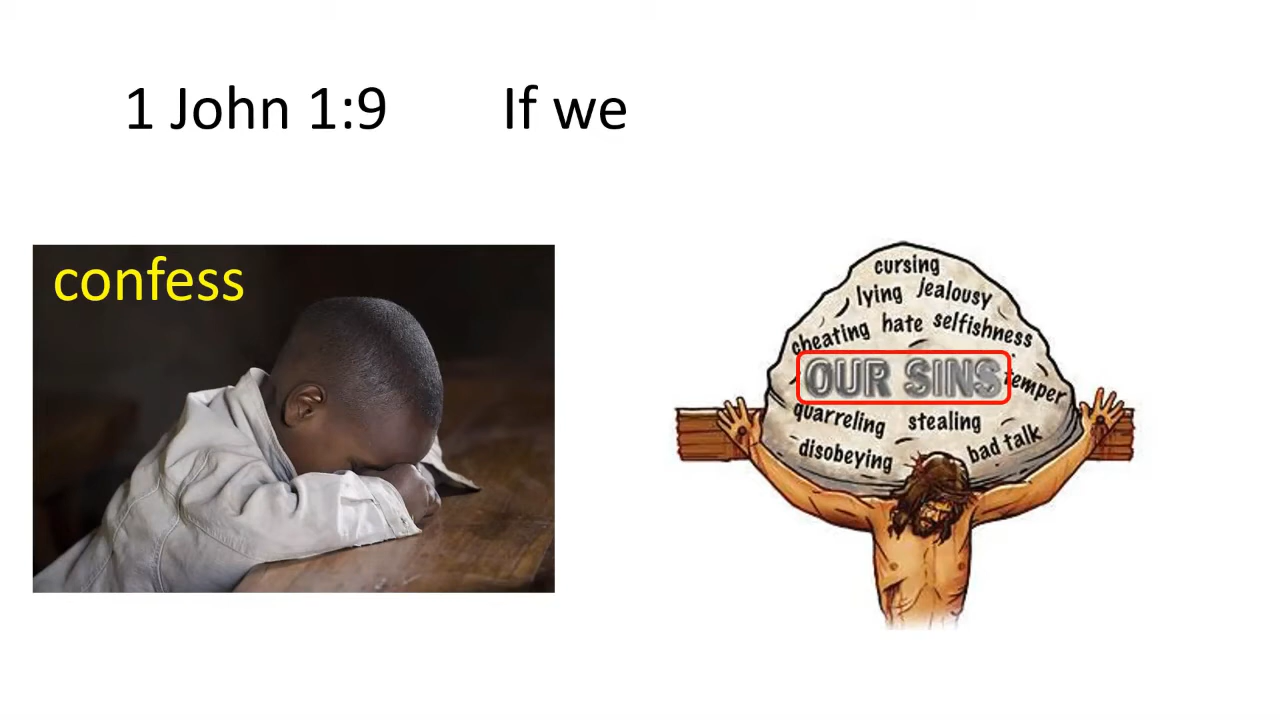 1 John 1:9 If we
confess
cursing
lying jealousy
cheating hate selfishness
OUR SINS temper
quarreling stealing
disobeying bad talk